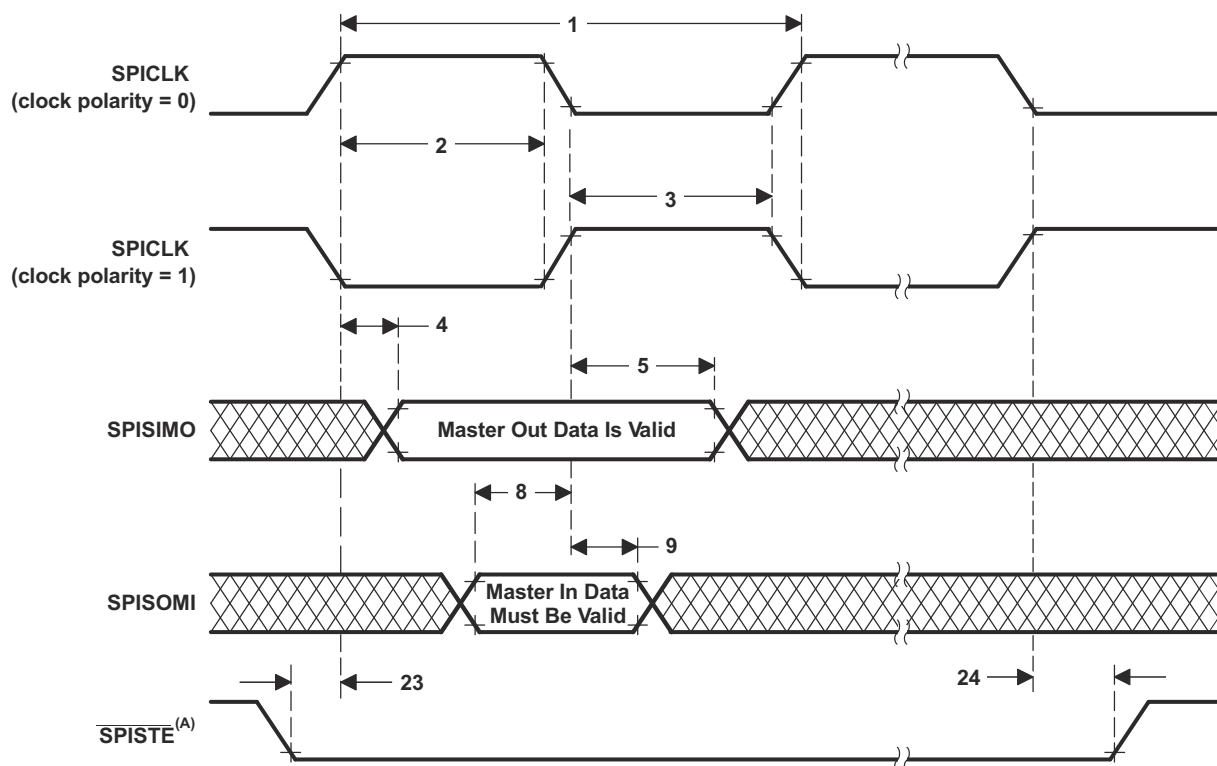 1
SPICLK
(clock polarity = 0)
2
3
SPICLK
(clock polarity = 1)
4
5
SPISIMO
Master Out Data Is Valid
8
9
SPISOMI
Master In Data
Must Be Valid
23
24
SPISTE(A)